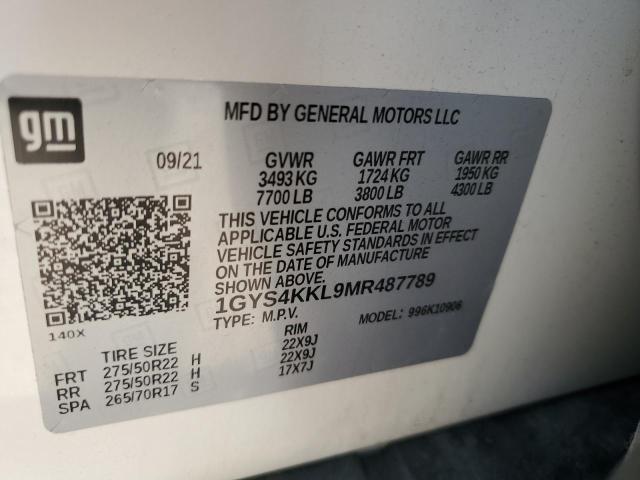 gm
MFD BY GENERAL MOTORS LLC
09/21 GVWR GAWR FRT GAWR RR
3493 KG 1724 KG 1950 KG
7700 LB 3800 LB 4300 LB
THIS VEHICLE CONFORMS TO ALL
APPLICABLE U.S. FEDERAL MOTOR
VEHICLE SAFETY STANDARDS IN EFFECT
ON THE DATE OF MANUFACTURE
SHOWN ABOVE.
1GYS4KKL9MR487789
TYPE: M.P.V. MODEL: 996K10906
140X
TIRE SIZE RIM
FRT 275/50R22 H 22X9J
RR 275/50R22 H 22X9J
SPA 265/70R17 S 17X7J